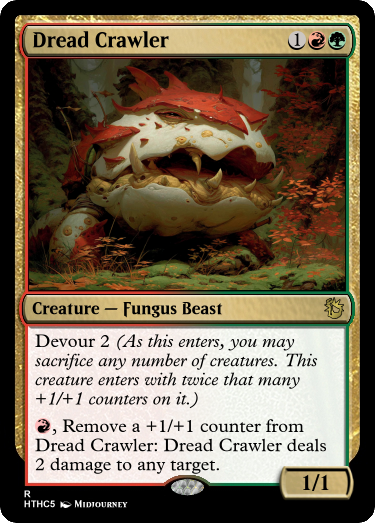 Dread Crawler 1
Creature — Fungus Beast
Devour 2 (As this enters, you may
sacrifice any number of creatures. This
creature enters with twice that many
+1/+1 counters on it.)
, Remove a +1/+1 counter from
Dread Crawler: Dread Crawler deals
2 damage to any target.
1/1
R
HTHC5 Midjourney